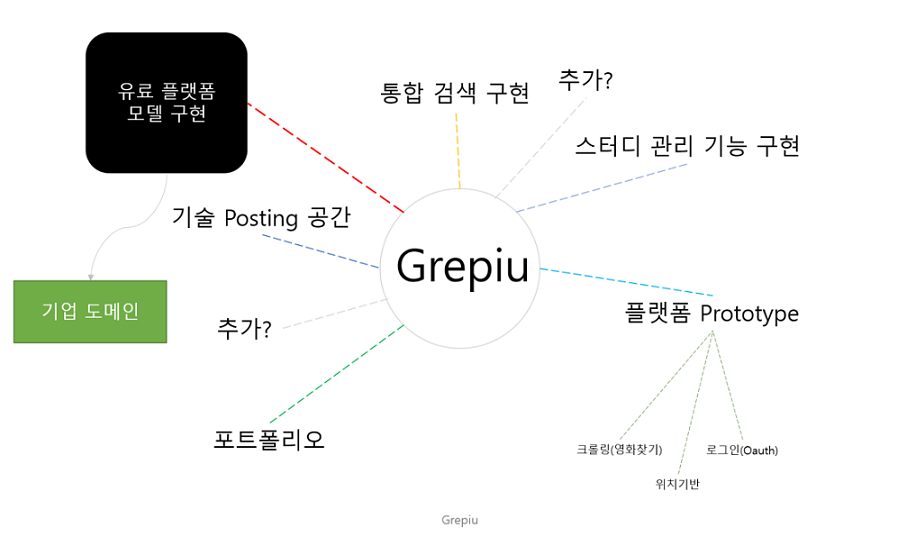 유료 플랫폼
모델 구현
통합 검색 구현
추가?
스터디 관리 기능 구현
기술 Posting 공간
Grepiu
기업 도메인
추가?
플랫폼 Prototype
포트폴리오
크롤링(영화찾기)
로그인(Oauth)
위치기반
Grepiu